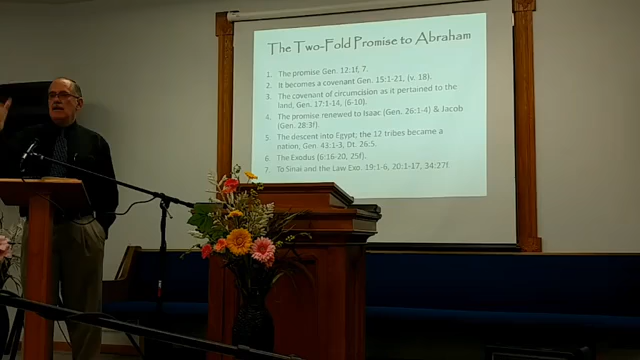 The Two-Fold Promise to Abraham
1. The promise Gen. 12:1f, 7.
2. It becomes a covenant Gen. 15:1-21, (v. 18).
3. The covenant of circumcision as it pertained to the
land, Gen. 17:1-14, (6-10).
4. The promise renewed to Isaac (Gen. 26:1-4) & Jacob
(Gen. 28:3f).
5. The descent into Egypt; the 12 tribes became a
nation, Gen. 43:1-3, Dt. 26:5.
6. The Exodus (6:16-20, 25f).
7. To Sinai and the Law Exo. 19:1-6, 20:1-17, 34:27f.